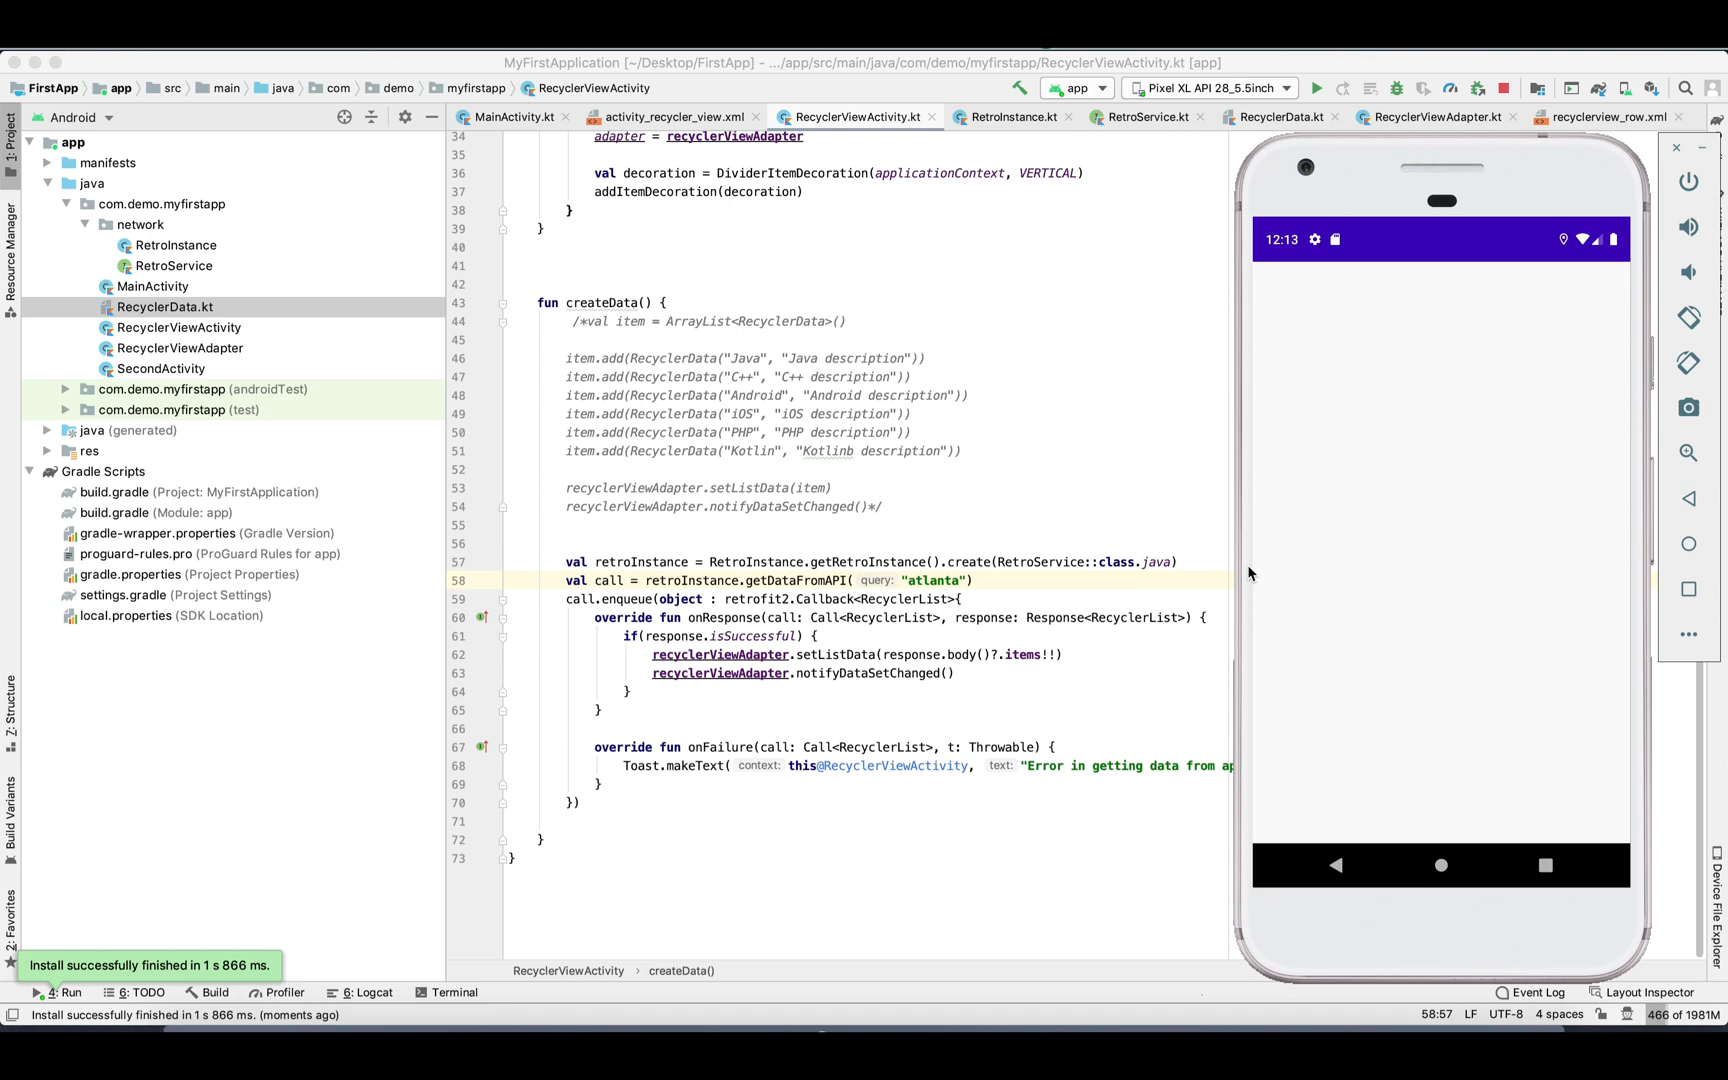 MyFirstApplication [~/Desktop/FirstApp] – .../app/src/main/java/com/demo/myfirstapp/RecyclerViewActivity.kt [app]
FirstApp app src main java com demo myfirstapp RecyclerViewActivity app Pixel XL API 28_5.5inch
Android
MainActivity.kt activity_recycler_view.xml RecyclerViewActivity.kt RetroInstance.kt RetroService.kt RecyclerData.kt RecyclerViewAdapter.kt recyclerview_row.xml
1: Project
Resource Manager
Z: Structure
Build Variants
2: Favorites
app
manifests
java
com.demo.myfirstapp
network
RetroInstance
RetroService
MainActivity
RecyclerData.kt
RecyclerViewActivity
RecyclerViewAdapter
SecondActivity
com.demo.myfirstapp (androidTest)
com.demo.myfirstapp (test)
java (generated)
res
Gradle Scripts
build.gradle (Project: MyFirstApplication)
build.gradle (Module: app)
gradle-wrapper.properties (Gradle Version)
proguard-rules.pro (ProGuard Rules for app)
gradle.properties (Project Properties)
settings.gradle (Project Settings)
local.properties (SDK Location)
34 adapter = recyclerViewAdapter
35
36 val decoration = DividerItemDecoration(applicationContext, VERTICAL)
37 addItemDecoration(decoration)
38 }
39 }
40
41
42
43 fun createData() {
44 /*val item = ArrayList<RecyclerData>()
45
46 item.add(RecyclerData("Java", "Java description"))
47 item.add(RecyclerData("C++", "C++ description"))
48 item.add(RecyclerData("Android", "Android description"))
49 item.add(RecyclerData("iOS", "iOS description"))
50 item.add(RecyclerData("PHP", "PHP description"))
51 item.add(RecyclerData("Kotlin", "Kotlinb description"))
52
53 recyclerViewAdapter.setListData(item)
54 recyclerViewAdapter.notifyDataSetChanged()*/
55
56
57 val retroInstance = RetroInstance.getRetroInstance().create(RetroService::class.java)
58 val call = retroInstance.getDataFromAPI( query: "atlanta")
59 call.enqueue(object : retrofit2.Callback<RecyclerList>{
60 override fun onResponse(call: Call<RecyclerList>, response: Response<RecyclerList>) {
61 if(response.isSuccessful) {
62 recyclerViewAdapter.setListData(response.body()?.items!!)
63 recyclerViewAdapter.notifyDataSetChanged()
64 }
65 }
66
67 override fun onFailure(call: Call<RecyclerList>, t: Throwable) {
68 Toast.makeText( context: this@RecyclerViewActivity, text: "Error in getting data from ap
69 }
70 })
71
72 }
73 }
12:13
Device File Explorer
Install successfully finished in 1 s 866 ms.
RecyclerViewActivity › createData()
4: Run 6: TODO Build Profiler 6: Logcat Terminal Event Log Layout Inspector
Install successfully finished in 1 s 866 ms. (moments ago) 58:57 LF UTF-8 4 spaces 466 of 1981M